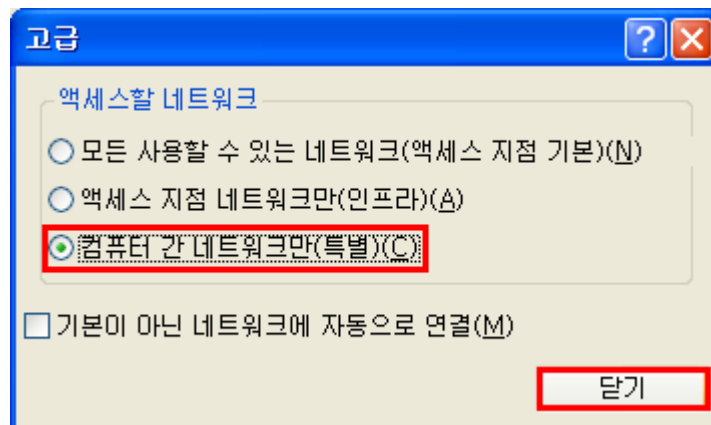 고급
액세스할 네트워크
모든 사용할 수 있는 네트워크(액세스 지점 기본)(N)
액세스 지점 네트워크만(인프라)(A)
컴퓨터 간 네트워크만(특별)(C)
기본이 아닌 네트워크에 자동으로 연결(M)
닫기